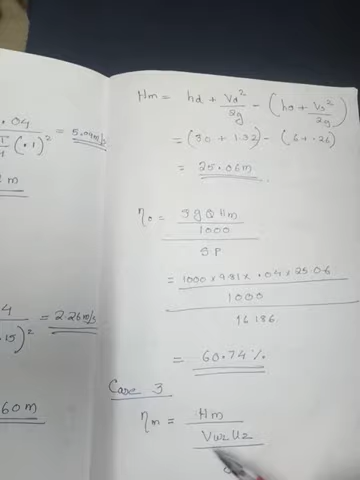 .04
(.1)² = 5.09m/s
m
4
.15)² = 2.26m/s
60m
Hm = hd + Vd²/2g - (hs + Vs²/2g)
= (30 + 1.32) - (6 + .26)
= 25.06m
ηo = ρgQHm
1000
S.P
= 1000 x 9.81 x .04 x 25.06
1000
16.186
= 60.74%
Case 3
ηm = Hm
Vw2 U2